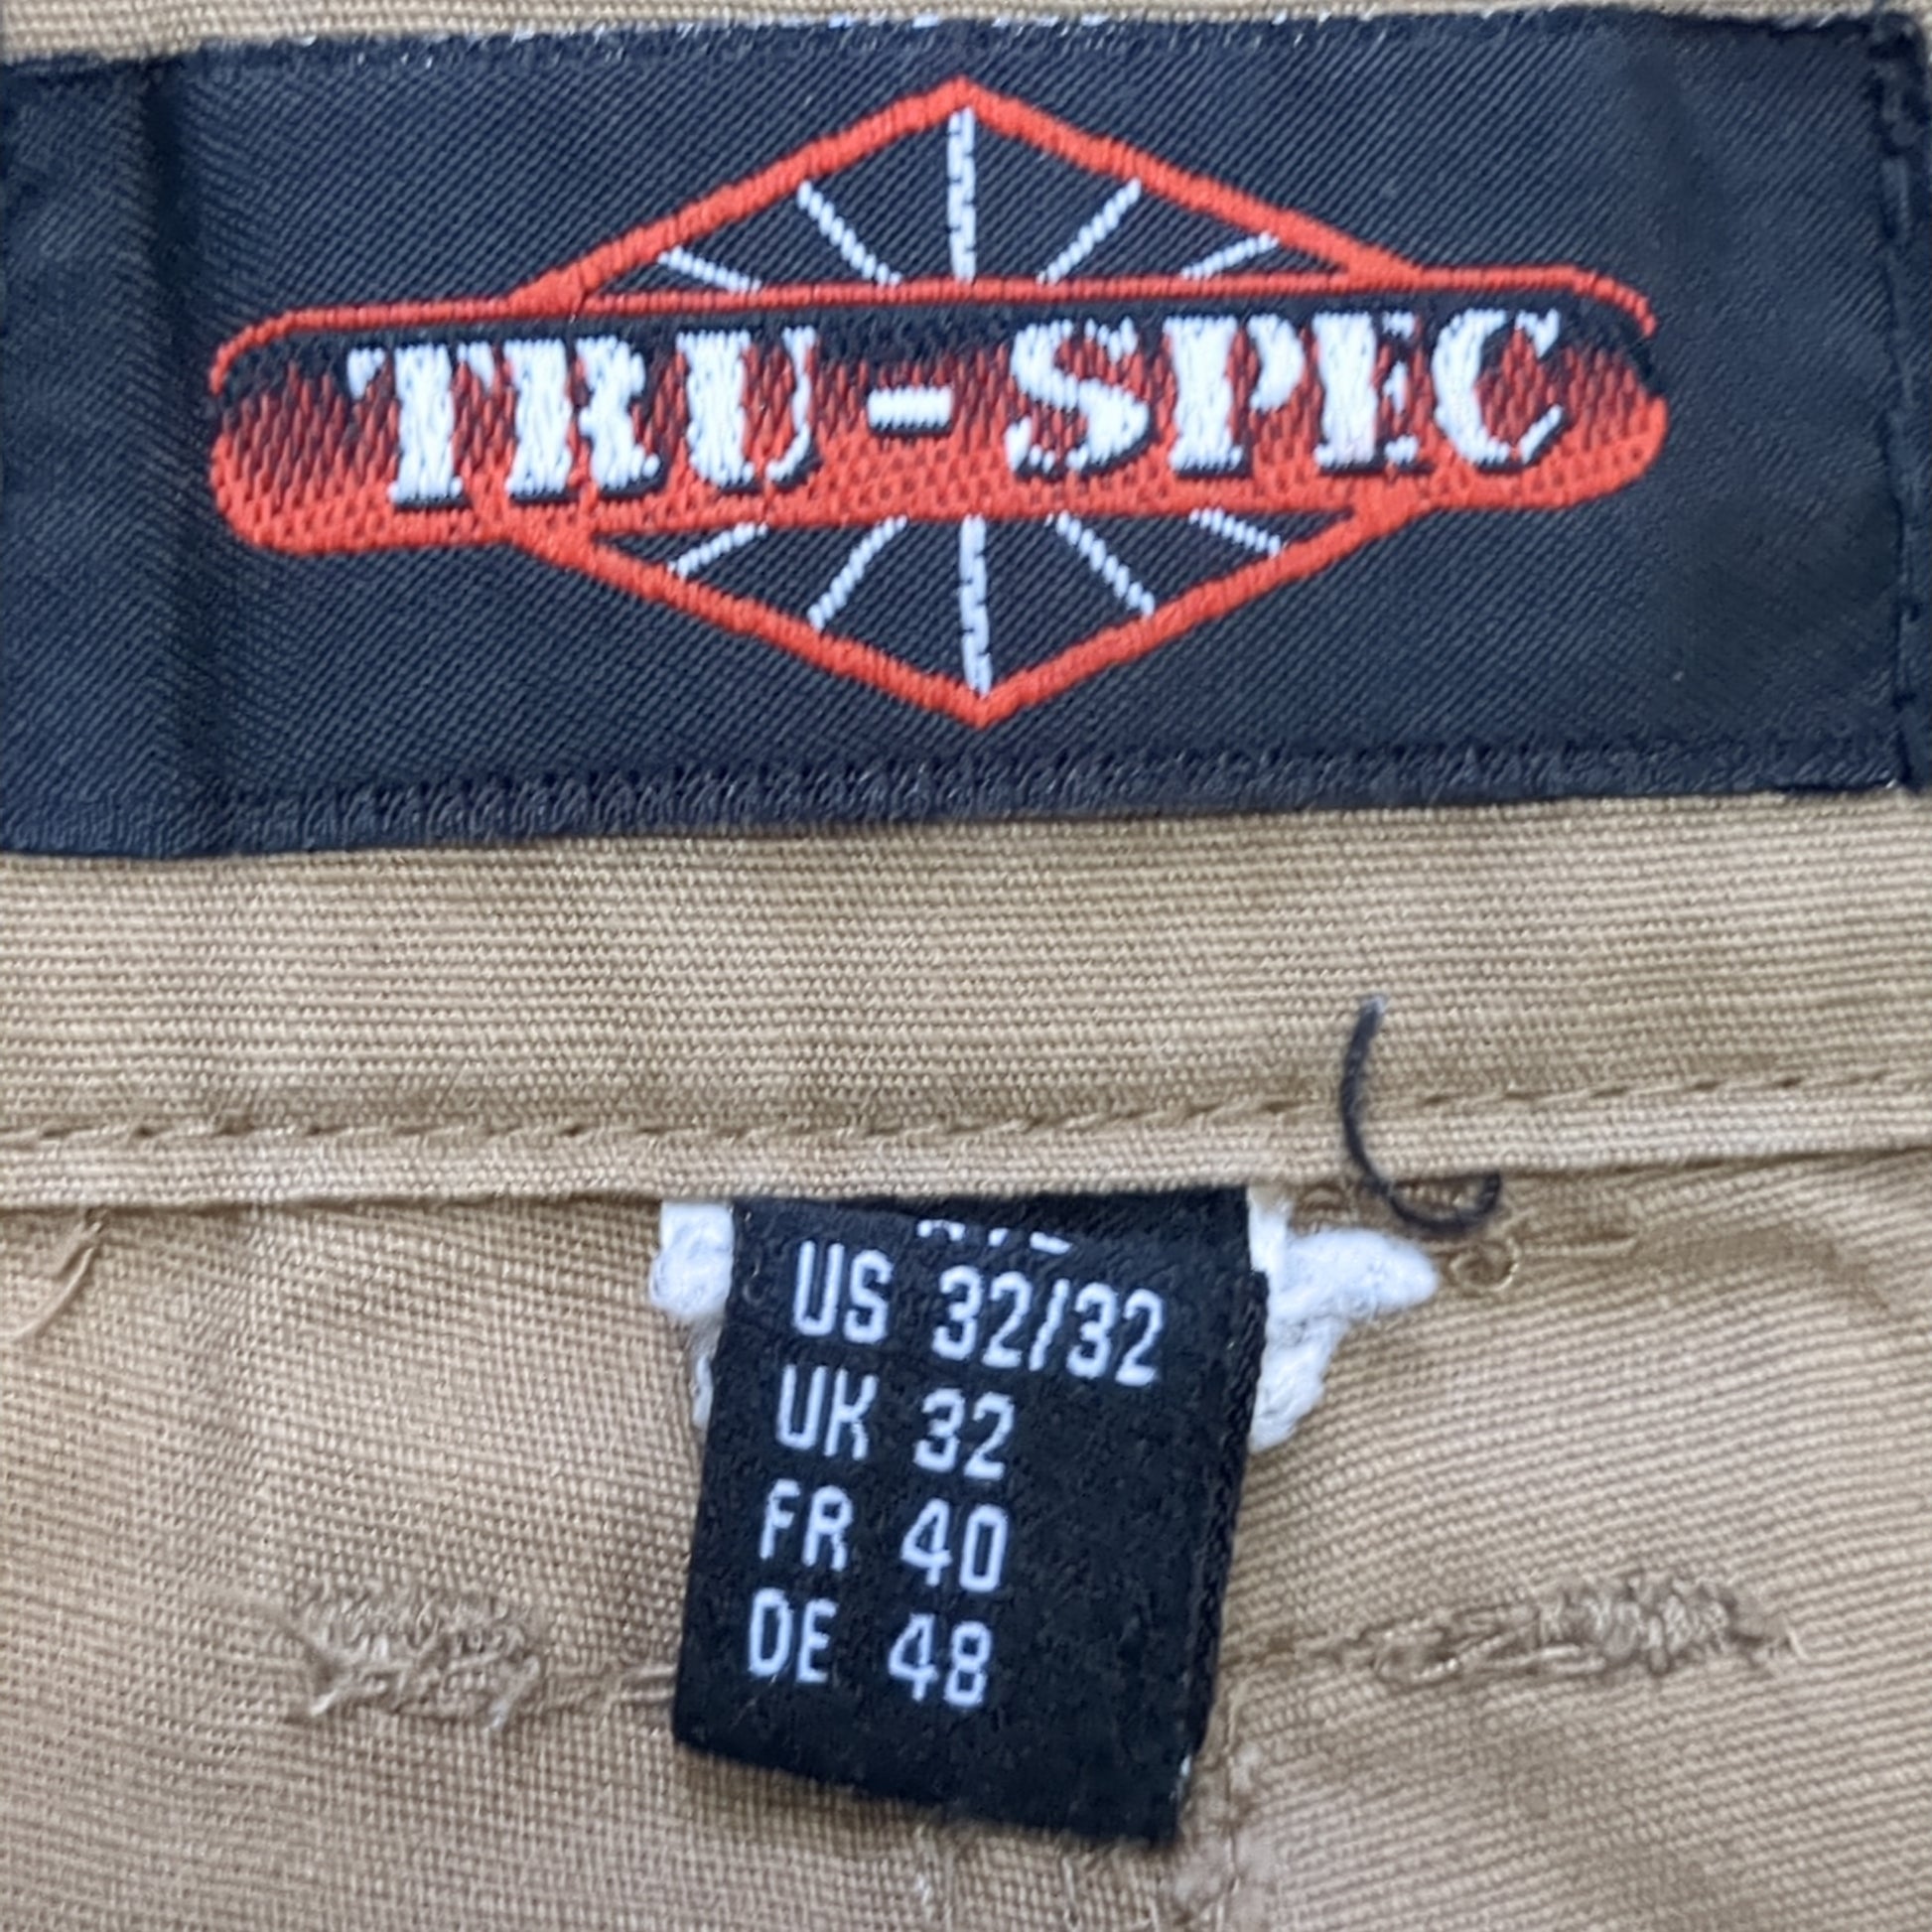 TRU-SPEC
US 32/32
UK 32
FR 40
DE 48